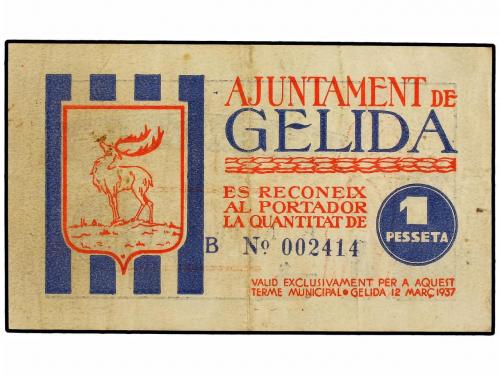 AJUNTAMENT DE
GELIDA
ES RECONEIX
AL PORTADOR
LA QUANTITAT DE
1
PESSETA
B Nº 002414
VALID EXCLUSIVAMENT PER A AQUEST
TERME MUNICIPAL • GELIDA 12 MARÇ 1937